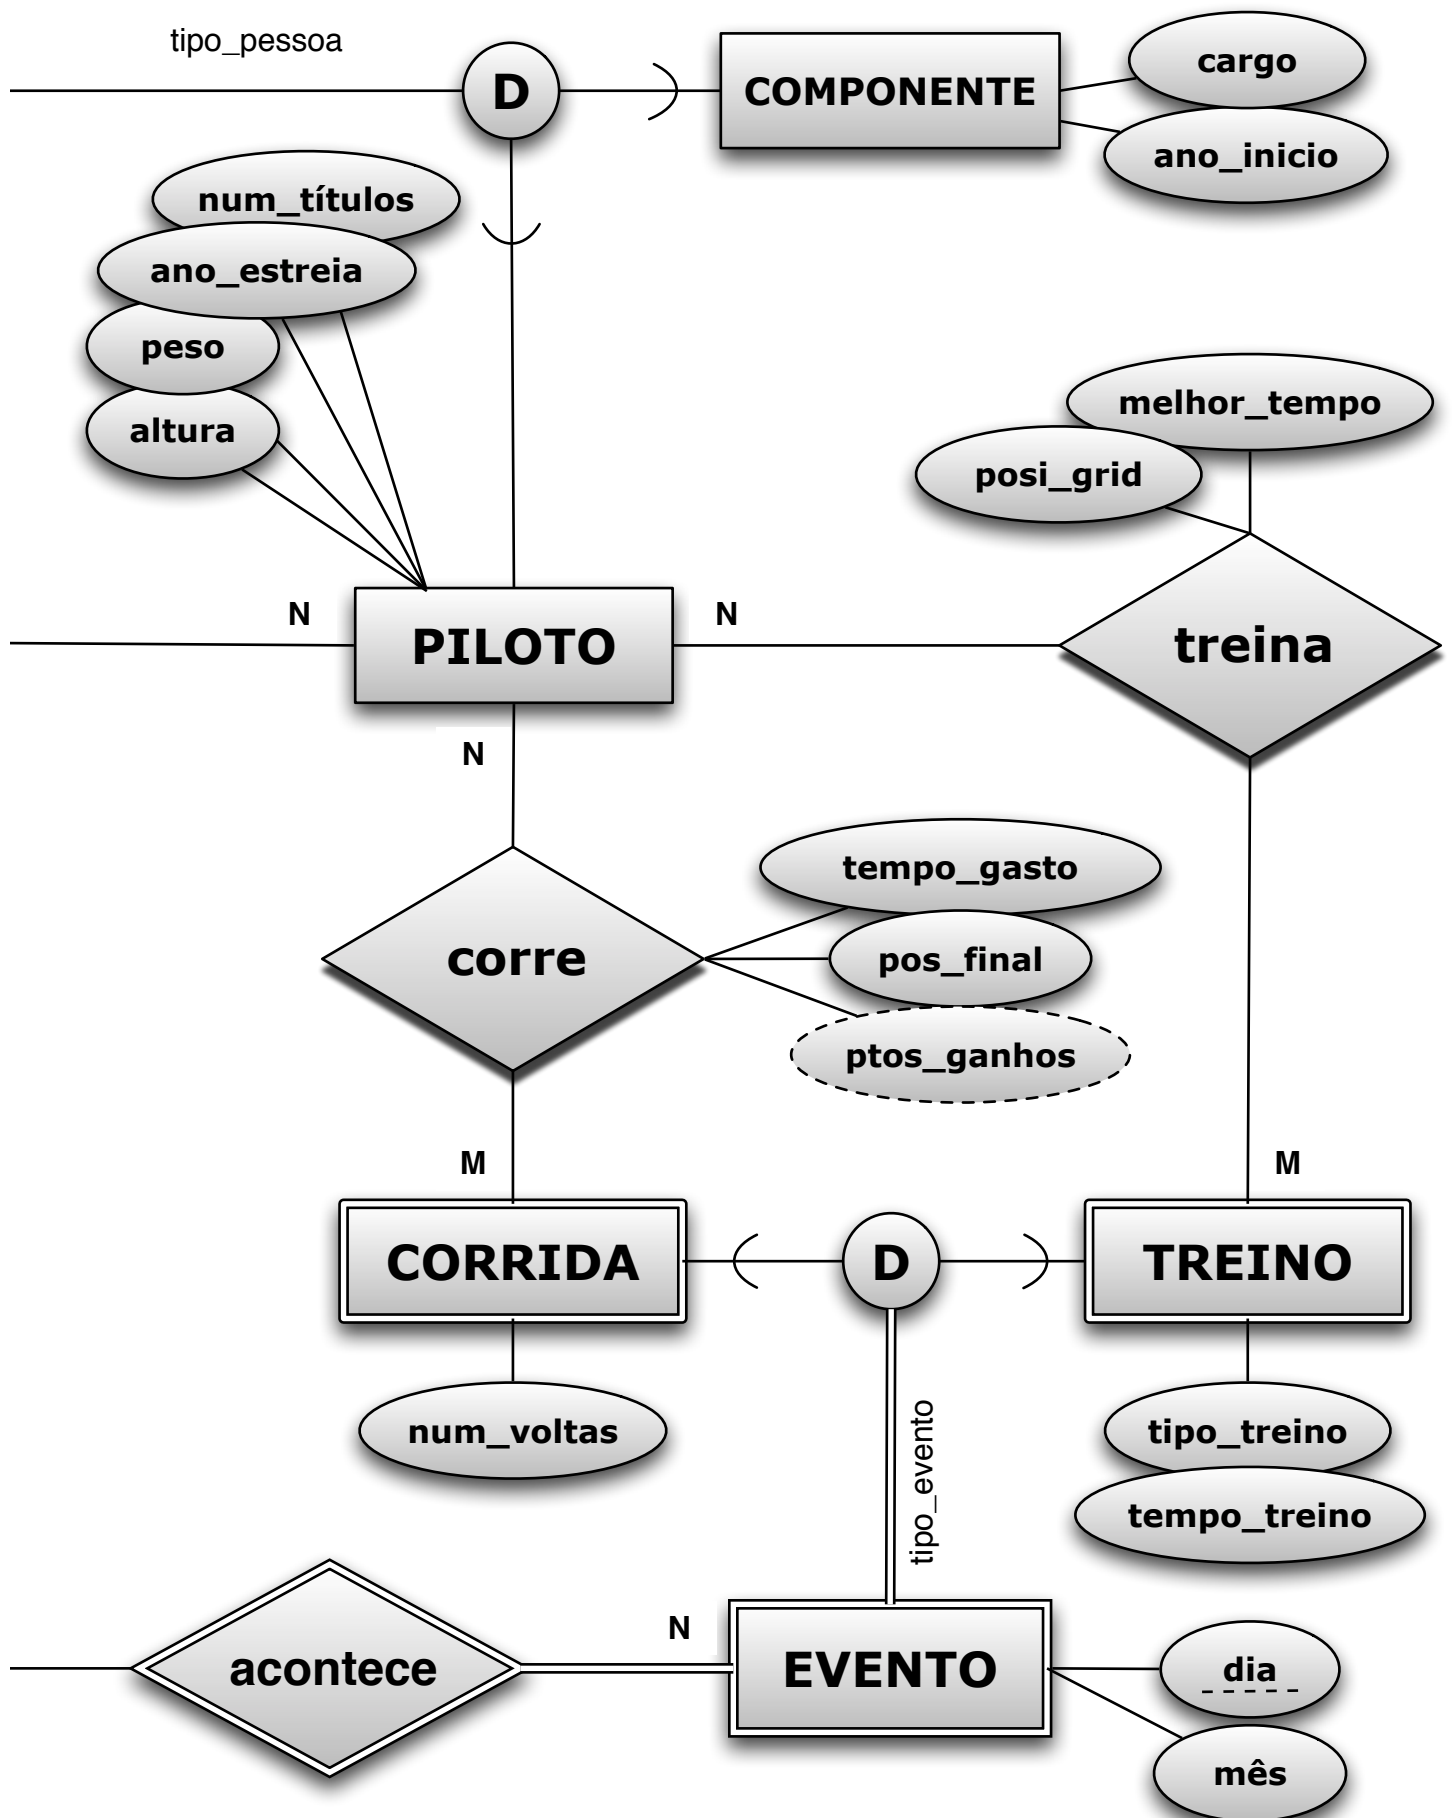 tipo_pessoa
D
COMPONENTE
cargo
ano_inicio
num_títulos
ano_estreia
peso
altura
melhor_tempo
posi_grid
N
PILOTO
N
treina
N
tempo_gasto
corre
pos_final
ptos_ganhos
M
M
CORRIDA
D
TREINO
num_voltas
tipo_evento
tipo_treino
tempo_treino
acontece
N
EVENTO
dia
mês